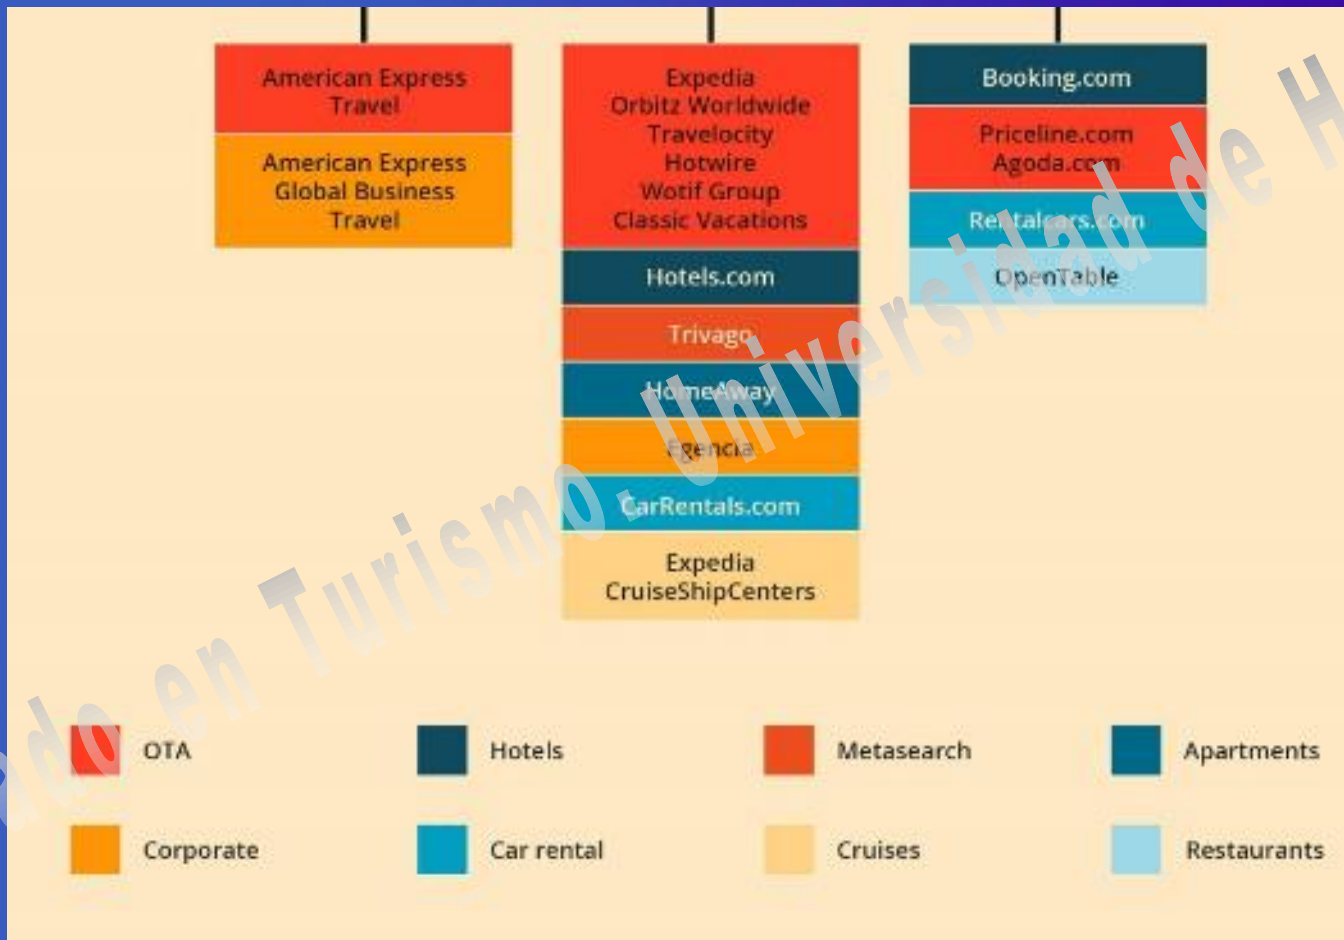 American Express
Travel
American Express
Global Business
Travel
Expedia
Orbitz Worldwide
Travelocity
Hotwire
Wotif Group
Classic Vacations
Hotels.com
Trivago
HomeAway
Egencia
CarRentals.com
Expedia
CruiseShipCenters
Booking.com
Priceline.com
Agoda.com
Rentalcars.com
OpenTable
OTA
Hotels
Metasearch
Apartments
Corporate
Car rental
Cruises
Restaurants
ado en Turismo. Universidad de H